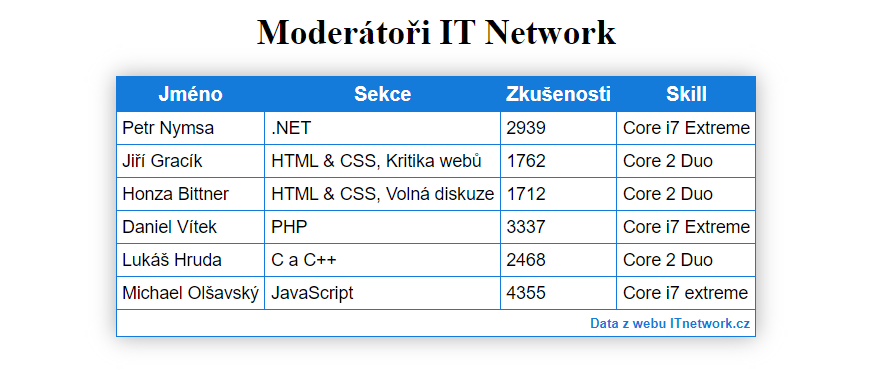 Moderátoři IT Network
Jméno Sekce Zkušenosti Skill
Petr Nymsa .NET 2939 Core i7 Extreme
Jiří Gracík HTML & CSS, Kritika webů 1762 Core 2 Duo
Honza Bittner HTML & CSS, Volná diskuze 1712 Core 2 Duo
Daniel Vítek PHP 3337 Core i7 Extreme
Lukáš Hruda C a C++ 2468 Core 2 Duo
Michael Olšavský JavaScript 4355 Core i7 extreme
Data z webu ITnetwork.cz